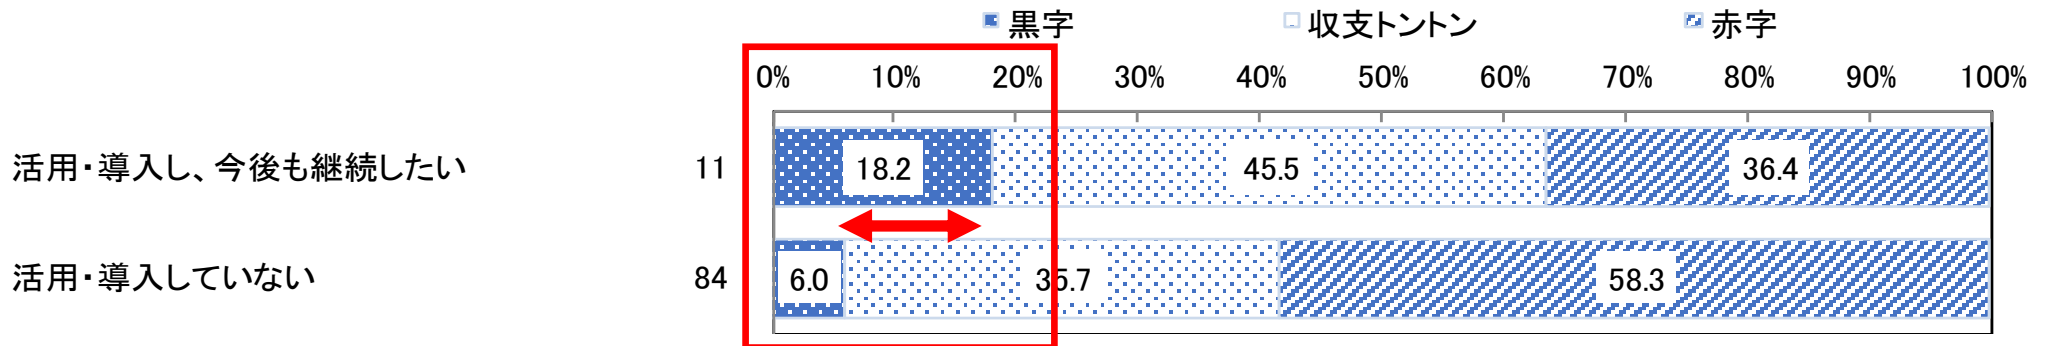 黒字 収支トントン 赤字
0% 10% 20% 30% 40% 50% 60% 70% 80% 90% 100%
活用・導入し、今後も継続したい 11 18.2 45.5 36.4
活用・導入していない 84 6.0 35.7 58.3